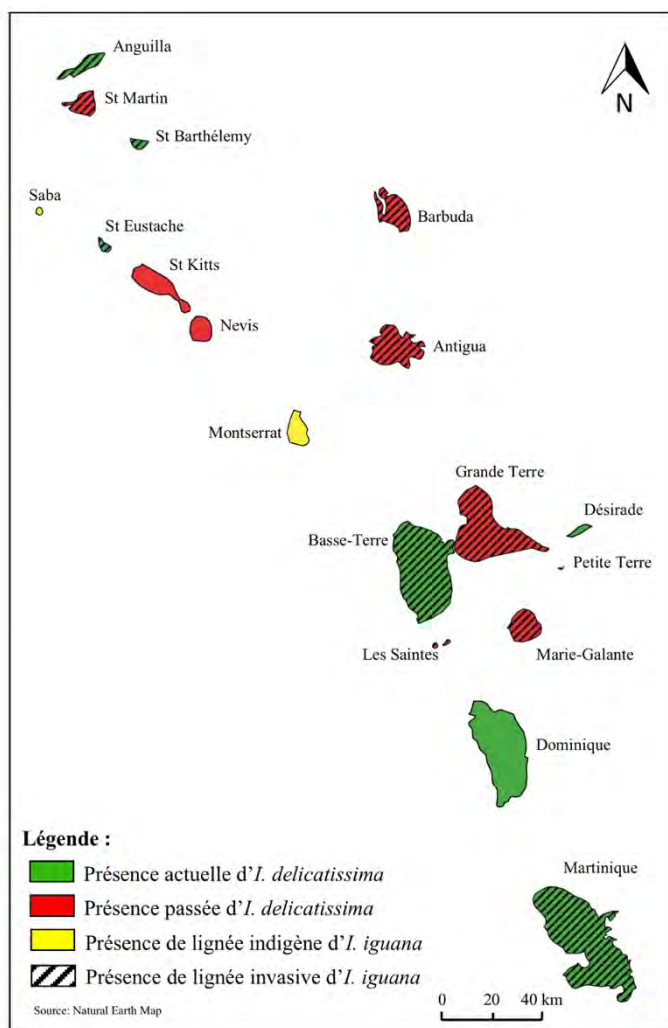 Anguilla
N
St Martin
St Barthélemy
Saba
Barbuda
St Eustache
St Kitts
Nevis
Antigua
Montserrat
Grande Terre
Désirade
Basse-Terre
Petite Terre
Les Saintes
Marie-Galante
Dominique
Légende :
Martinique
Présence actuelle d'I. delicatissima
Présence passée d'I. delicatissima
Présence de lignée indigène d'I. iguana
Présence de lignée invasive d'I. iguana
Source: Natural Earth Map
0 20 40 km